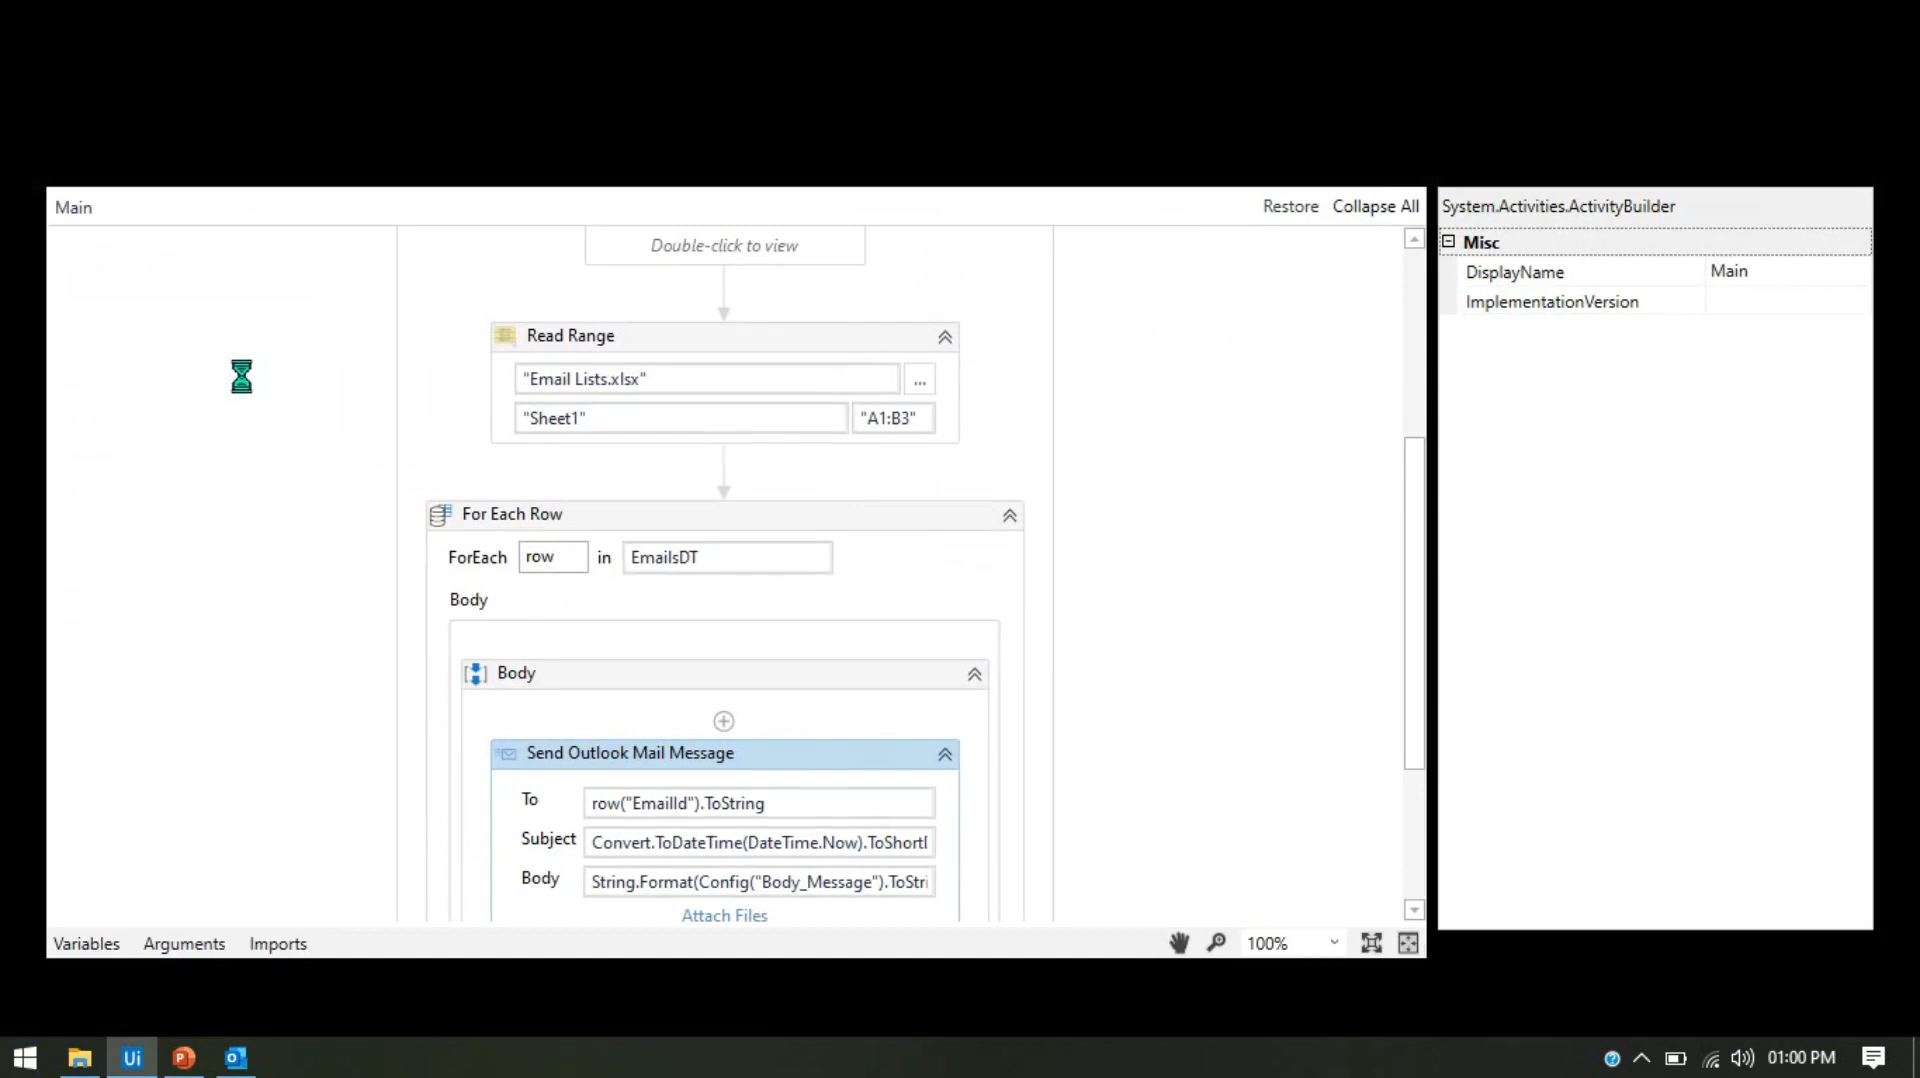 Main
Restore
Collapse All
System.Activities.ActivityBuilder
Misc
DisplayName
Main
ImplementationVersion
Double-click to view
Read Range
"Email Lists.xlsx"
...
"Sheet1"
"A1:B3"
For Each Row
ForEach
row
in
EmailsDT
Body
Body
Send Outlook Mail Message
To
row("EmailId").ToString
Subject
Convert.ToDateTime(DateTime.Now).ToShortI
Body
String.Format(Config("Body_Message").ToStri
Attach Files
Variables
Arguments
Imports
100%
Ui
01:00 PM